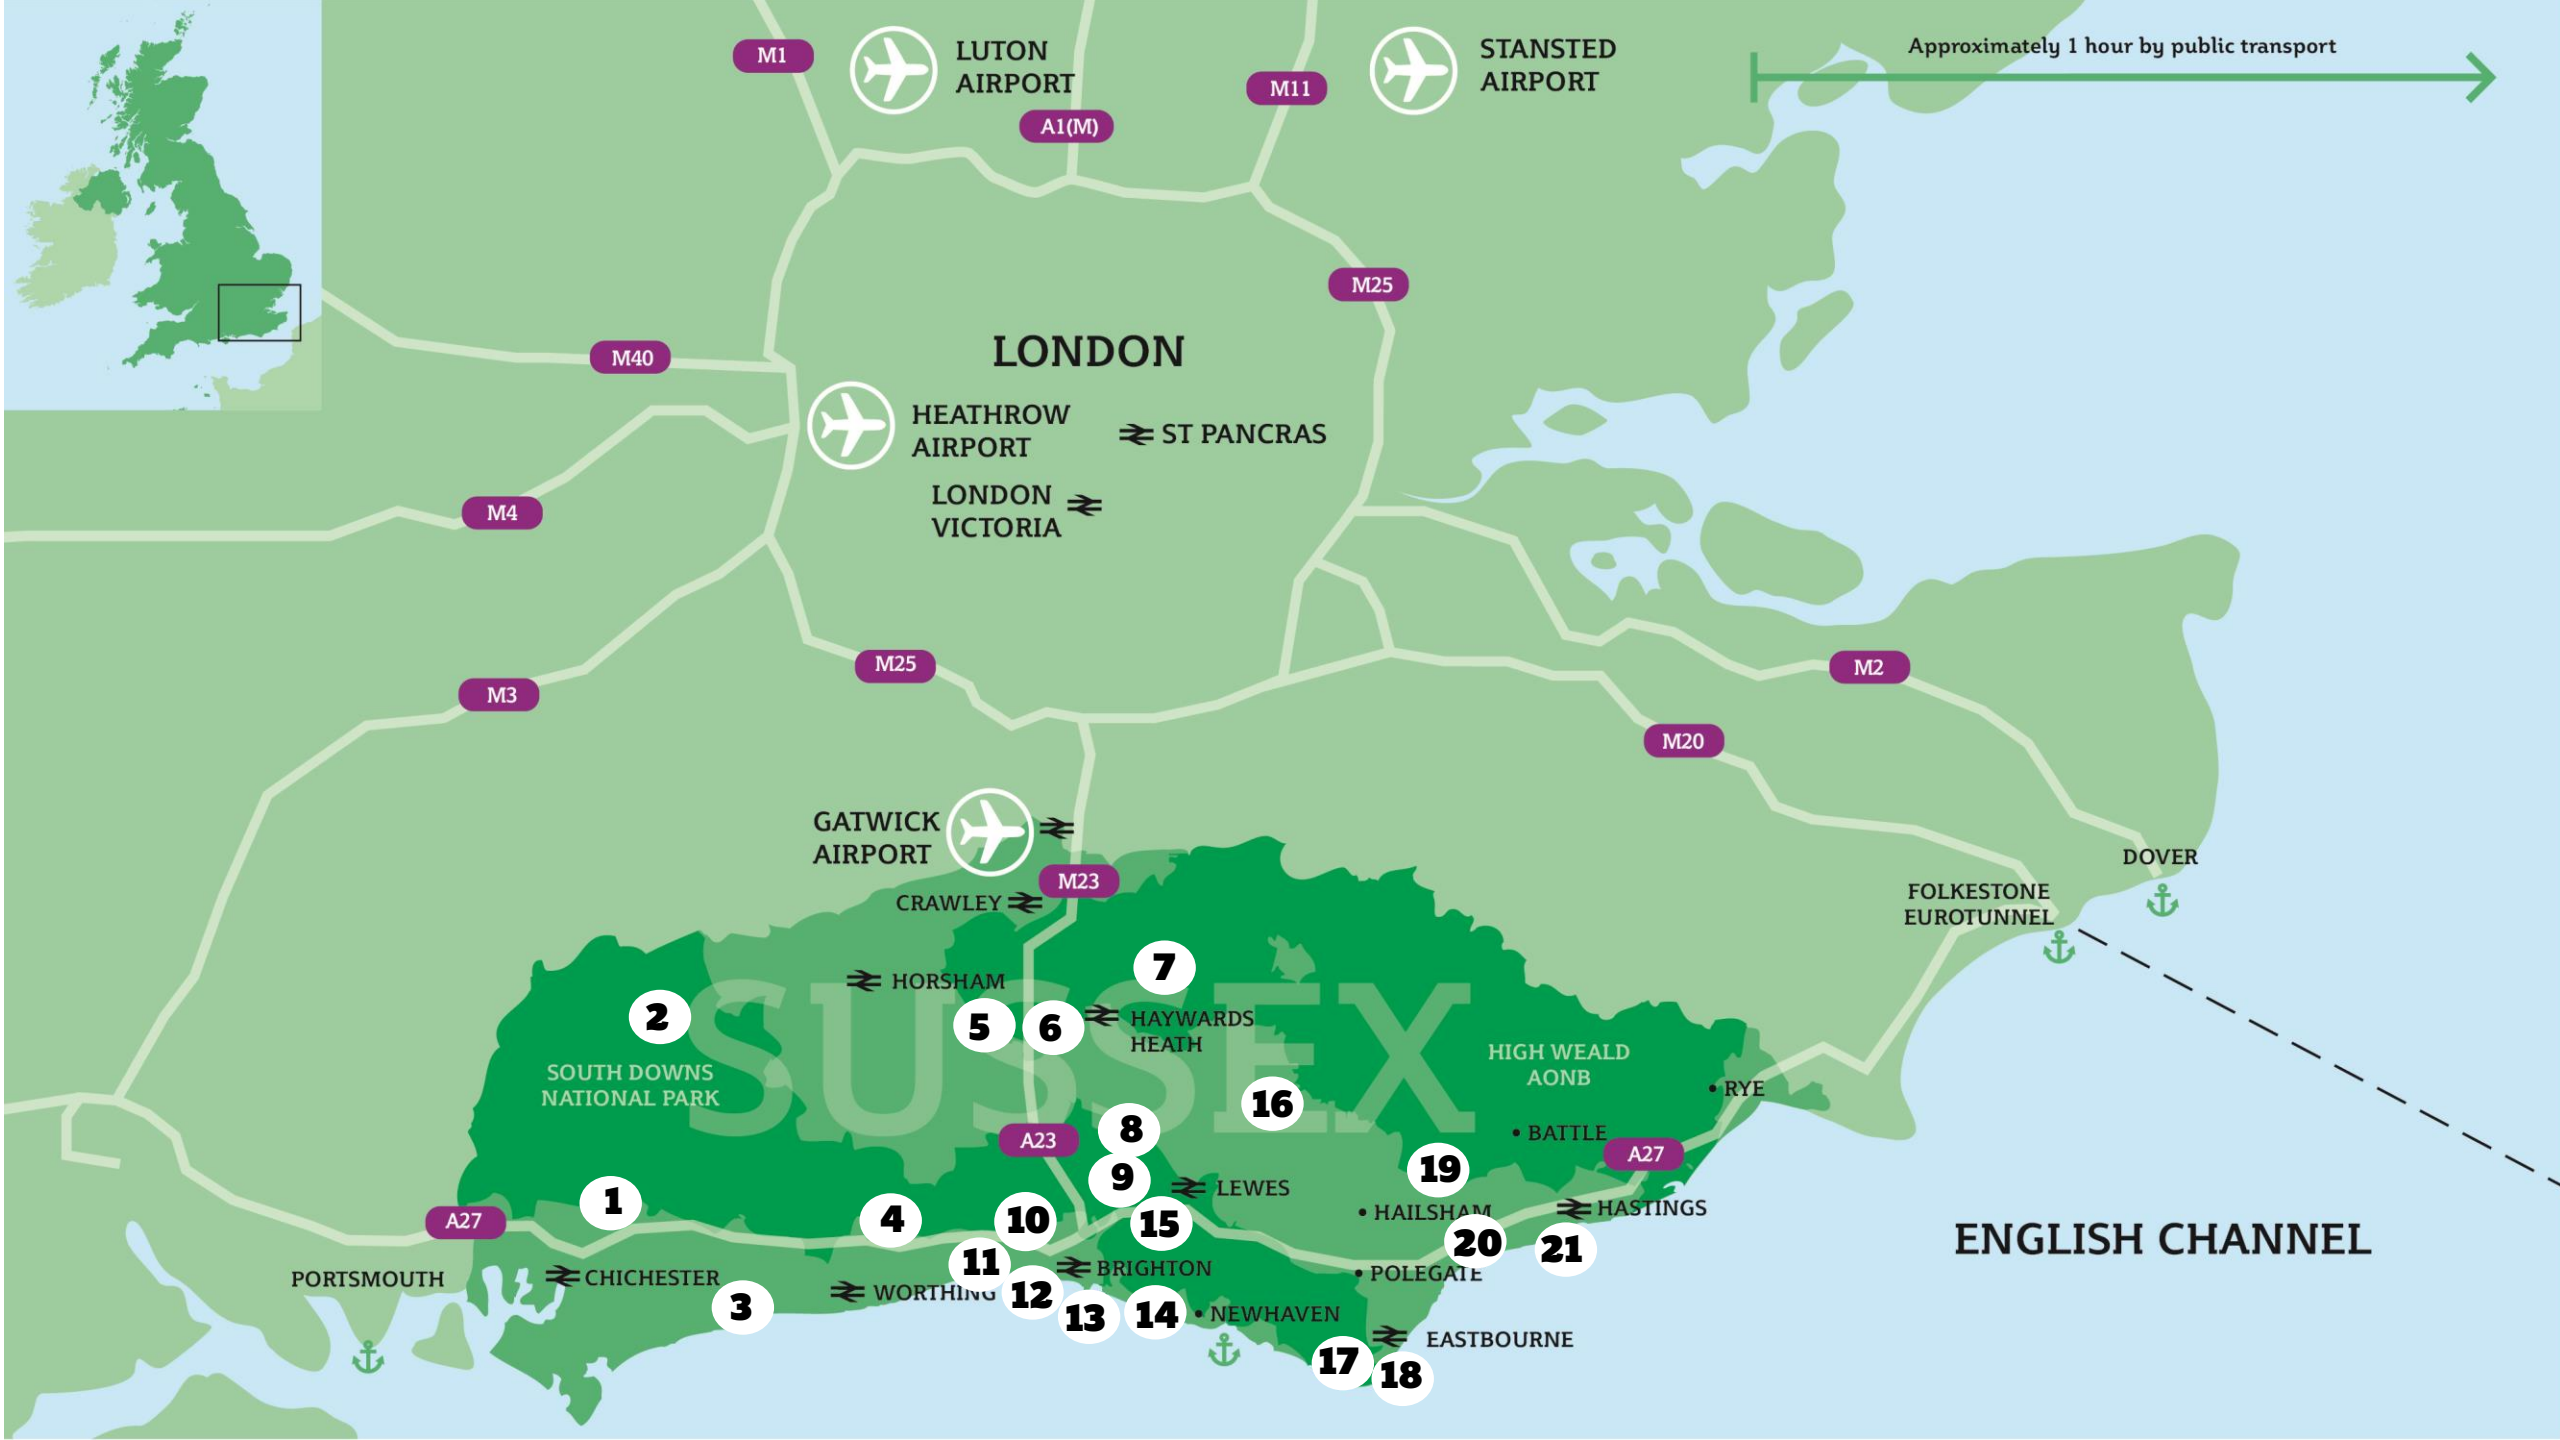 M1
LUTON
AIRPORT
A1(M)
M11
STANSTED
AIRPORT
Approximately 1 hour by public transport
M25
LONDON
M40
HEATHROW
AIRPORT
ST PANCRAS
LONDON
VICTORIA
M4
M25
M3
M2
M20
GATWICK
AIRPORT
M23
CRAWLEY
DOVER
FOLKESTONE
EUROTUNNEL
HORSHAM
7
2
5
6
HAYWARDS
HEATH
SUSSEX
SOUTH DOWNS
NATIONAL PARK
HIGH WEALD
AONB
RYE
16
8
A23
BATTLE
A27
9
19
LEWES
1
4
10
15
HAILSHAM
HASTINGS
A27
20
21
11
BRIGHTON
POLEGATE
PORTSMOUTH
CHICHESTER
3
WORTHING
12
13
14
NEWHAVEN
EASTBOURNE
17
18
ENGLISH CHANNEL